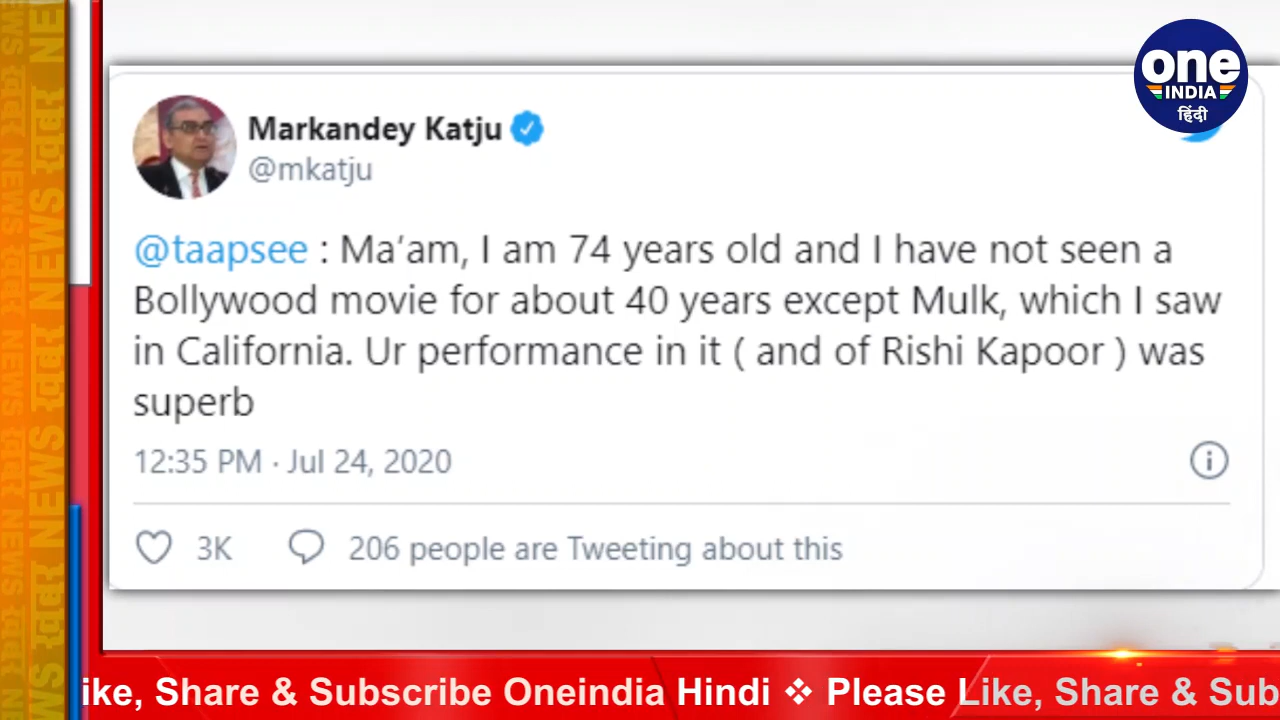 one
INDIA
हिंदी
Markandey Katju
@mkatju
@taapsee : Ma‘am, I am 74 years old and I have not seen a
Bollywood movie for about 40 years except Mulk, which I saw
in California. Ur performance in it ( and of Rishi Kapoor ) was
superb
12:35 PM · Jul 24, 2020
3K
206 people are Tweeting about this
NEWS खबर NEWS
ike, Share & Subscribe Oneindia Hindi ❖ Please Like, Share & Sub